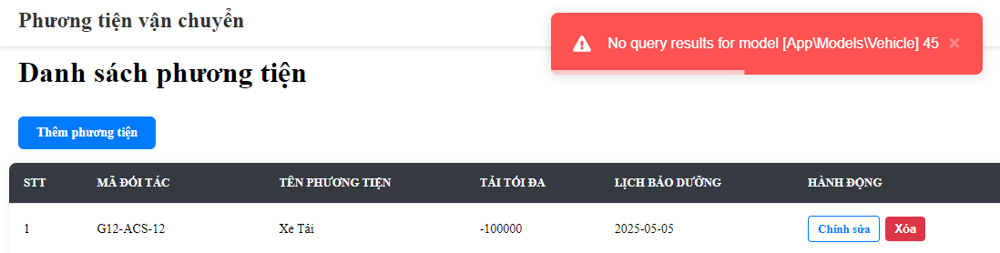 Phương tiện vận chuyển
No query results for model [App\Models\Vehicle] 45 ×
Danh sách phương tiện
Thêm phương tiện
STT MÃ ĐỐI TÁC TÊN PHƯƠNG TIỆN TẢI TỐI ĐA LỊCH BẢO DƯỠNG HÀNH ĐỘNG
1 G12-ACS-12 Xe Tải -100000 2025-05-05 Chỉnh sửa Xóa